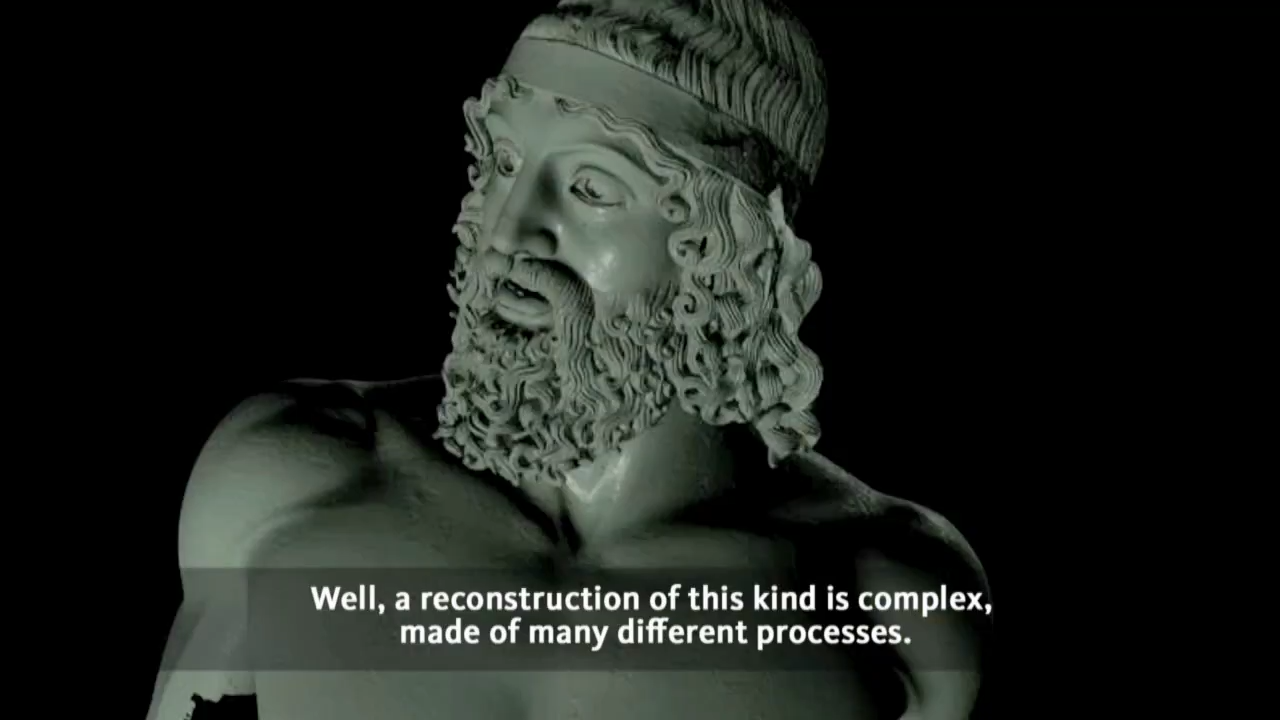 Well, a reconstruction of this kind is complex,
made of many different processes.